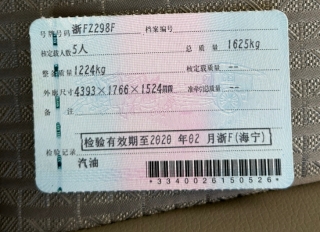 号牌号码 浙FZ298F 档案编号
核定载人数 5人 总质量 1625kg
整备质量 1224kg 核定载质量 --
外廓尺寸 4393×1766×1524mm 准牵引总质量 --
备注
检验有效期至2020年02月浙F(海宁)
检验记录
汽油
*3340026150526*